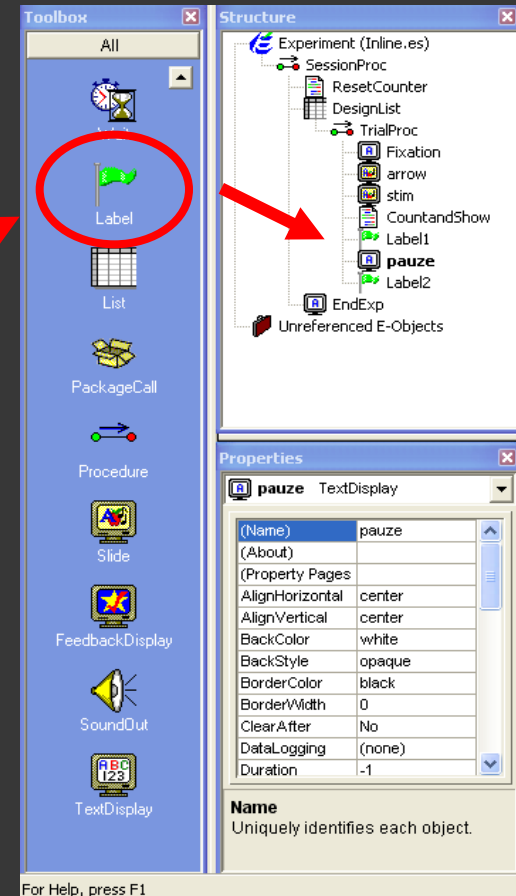 Toolbox
All
Wait
Label
List
PackageCall
Procedure
Slide
FeedbackDisplay
SoundOut
ABC
123
TextDisplay
Structure
Experiment (Inline.es)
SessionProc
ResetCounter
DesignList
TrialProc
Fixation
arrow
stim
CountandShow
Label1
pauze
Label2
EndExp
Unreferenced E-Objects
Properties
pauze TextDisplay
(Name) pauze
(About)
(Property Pages
AlignHorizontal center
AlignVertical center
BackColor white
BackStyle opaque
BorderColor black
BorderWidth 0
ClearAfter No
DataLogging (none)
Duration -1
Name
Uniquely identifies each object.
For Help, press F1